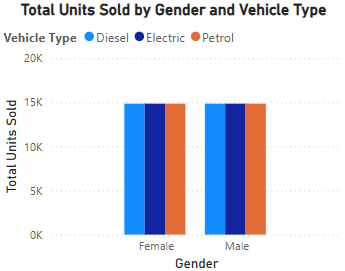 Total Units Sold by Gender and Vehicle Type
Vehicle Type Diesel Electric Petrol
20K
15K
10K
5K
0K
Total Units Sold
Female Male
Gender